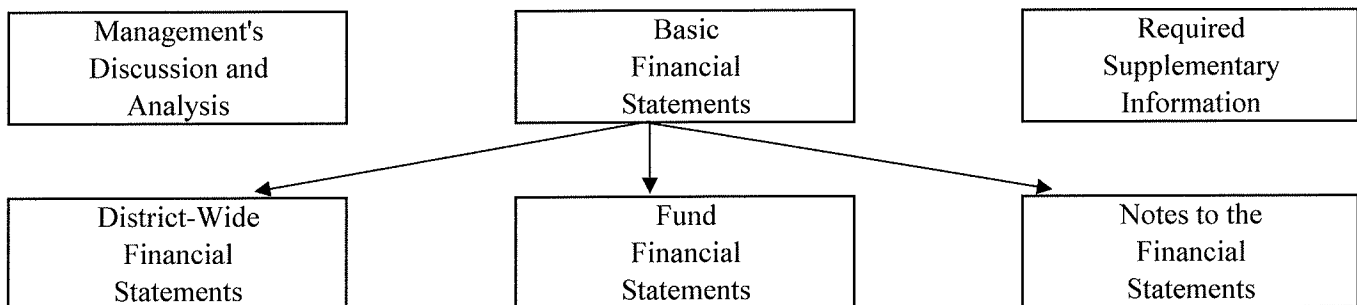 Management's
Discussion and
Analysis
Basic
Financial
Statements
Required
Supplementary
Information
District-Wide
Financial
Statements
Fund
Financial
Statements
Notes to the
Financial
Statements